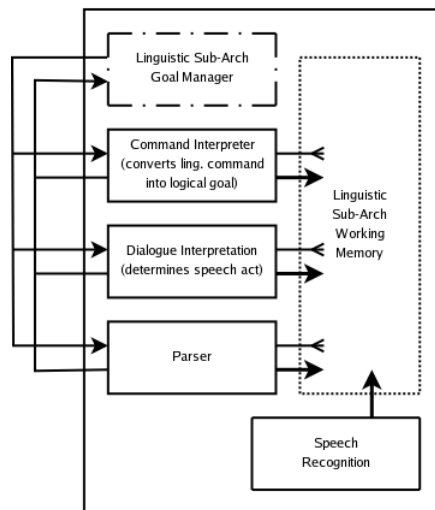 Linguistic Sub-Arch
Goal Manager
Command Interpreter
(converts ling. command
into logical goal)
Dialogue Interpretation
(determines speech act)
Parser
Linguistic
Sub-Arch
Working
Memory
Speech
Recognition